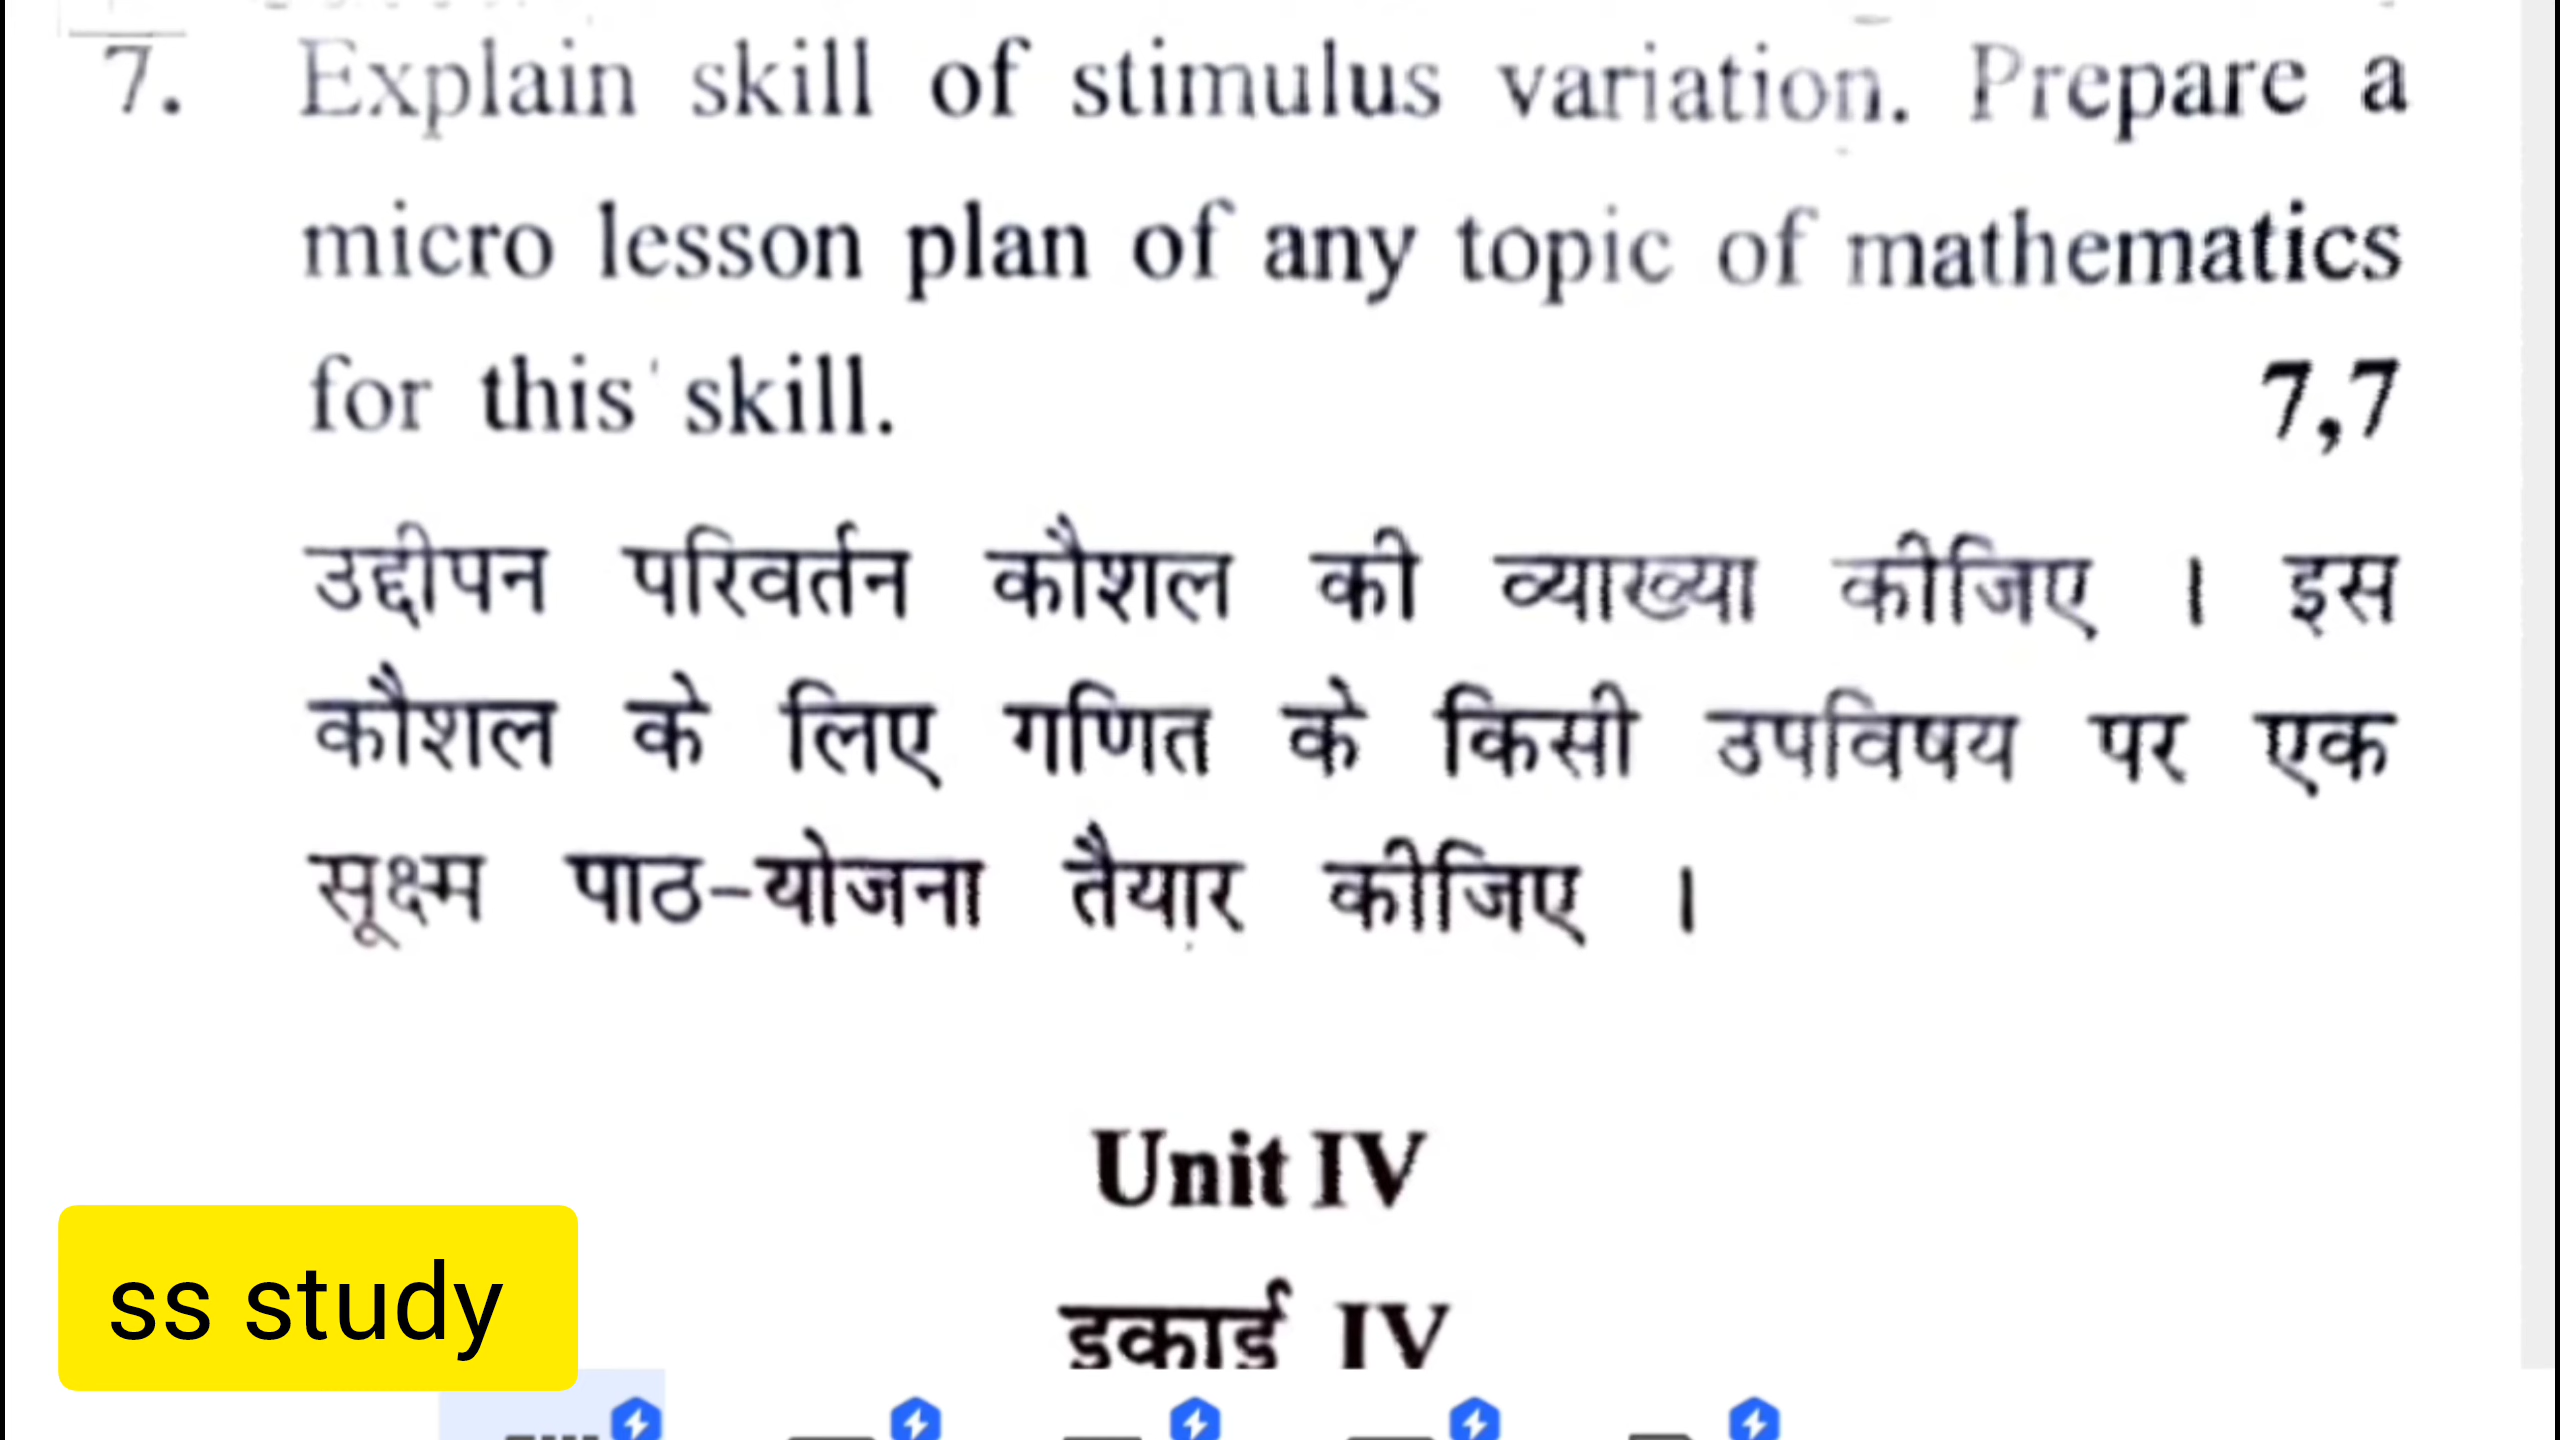 7. Explain skill of stimulus variation. Prepare a
micro lesson plan of any topic of mathematics
for this skill. 7,7
उद्दीपन परिवर्तन कौशल की व्याख्या कीजिए । इस
कौशल के लिए गणित के किसी उपविषय पर एक
सूक्ष्म पाठ-योजना तैयार कीजिए ।
Unit IV
इकाई IV
ss study